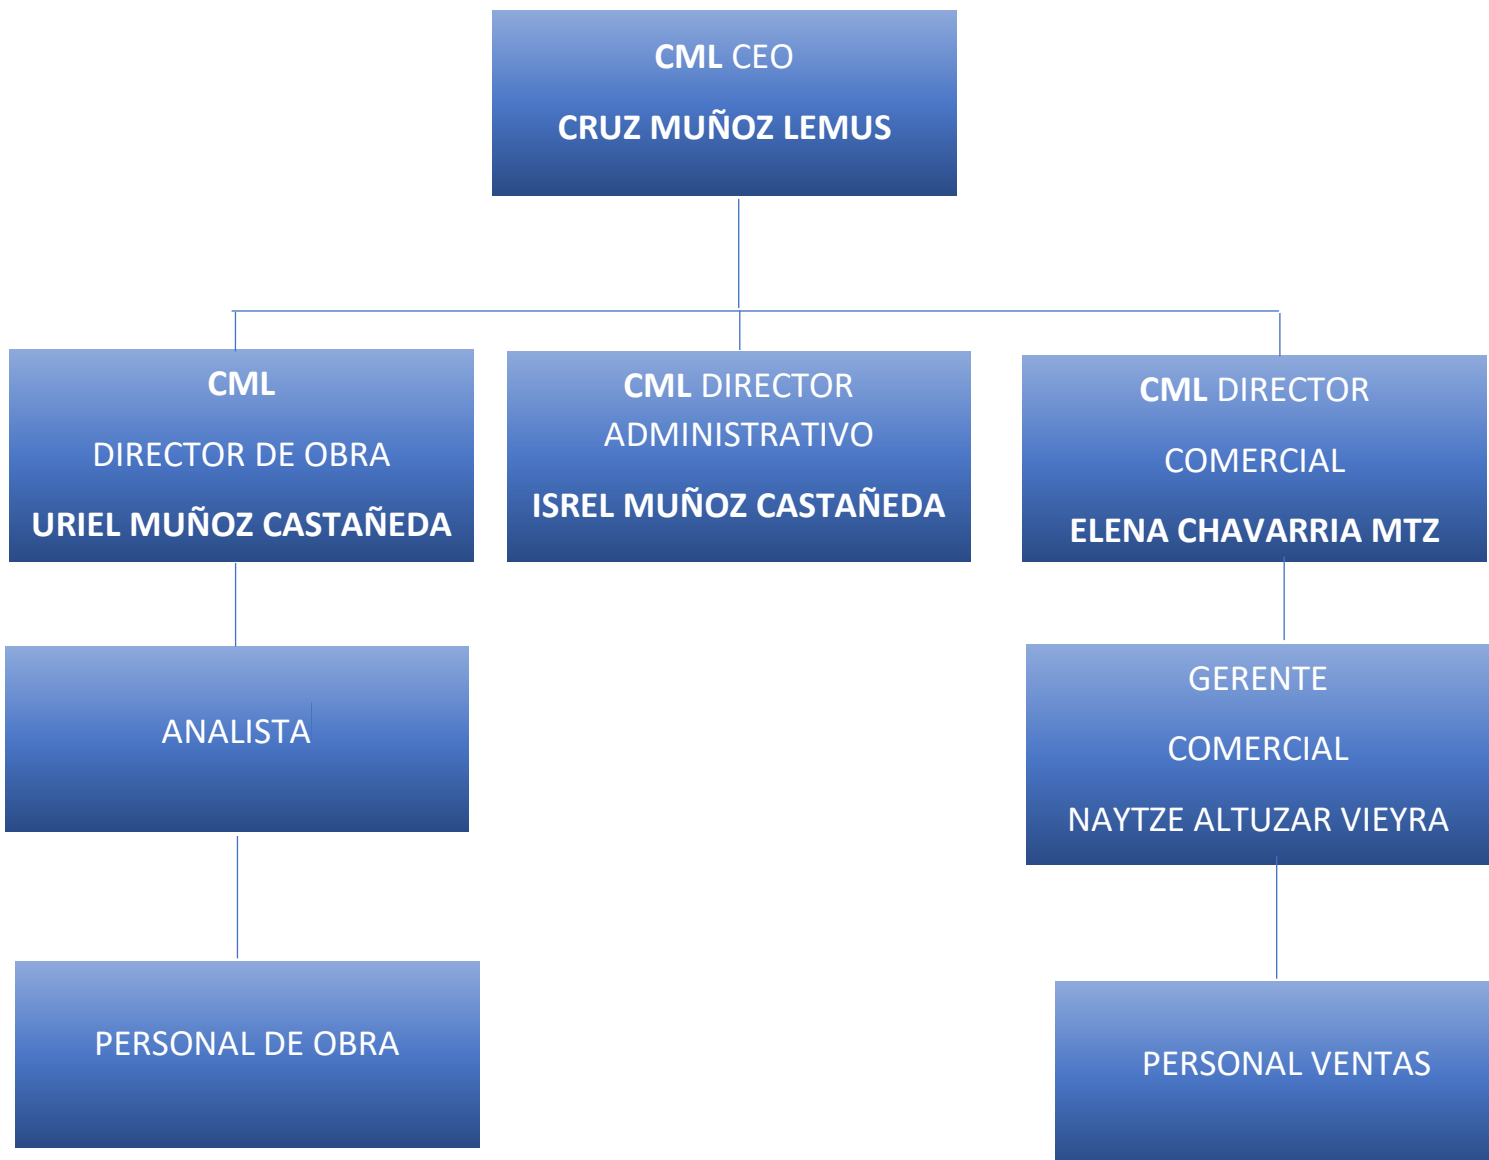 CML CEO
CRUZ MUÑOZ LEMUS
CML
DIRECTOR DE OBRA
URIEL MUÑOZ CASTAÑEDA
CML DIRECTOR
ADMINISTRATIVO
ISREL MUÑOZ CASTAÑEDA
CML DIRECTOR
COMERCIAL
ELENA CHAVARRIA MTZ
ANALISTA
GERENTE
COMERCIAL
NAYTZE ALTUZAR VIEYRA
PERSONAL DE OBRA
PERSONAL VENTAS